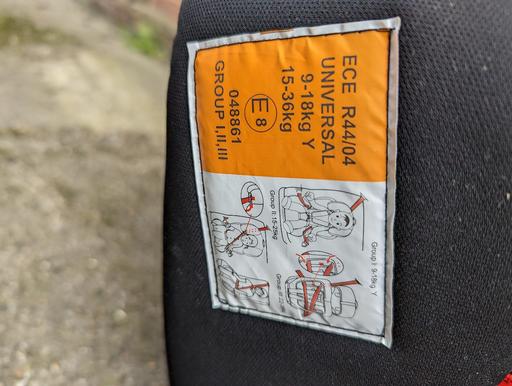 ECE R44/04
UNIVERSAL
9-18kg Y
15-36kg
E 8
048861
GROUP I,II,III
Group I: 9-18kg Y
Group II: 15-25kg